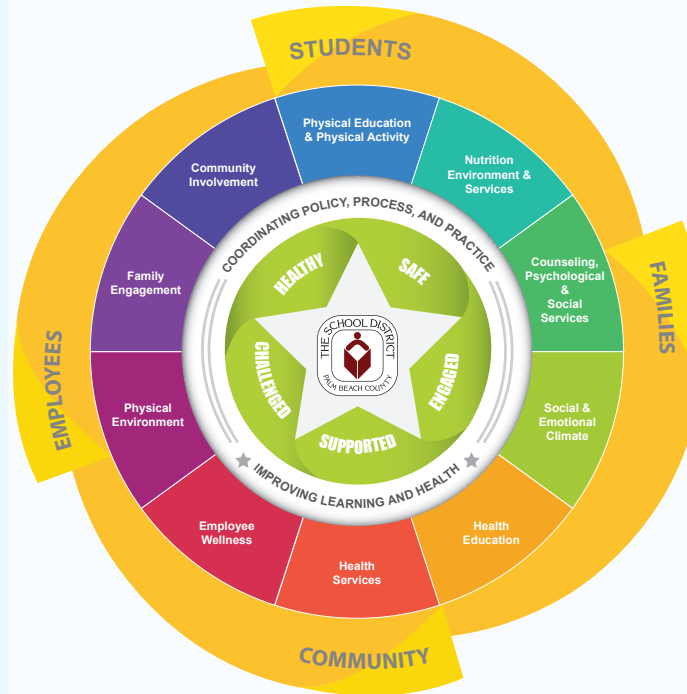 STUDENTS
Physical Education
& Physical Activity
Nutrition
Environment &
Services
Counseling,
Psychological
&
Social
Services
Social &
Emotional
Climate
Health
Education
Health
Services
Employee
Wellness
Physical
Environment
Family
Engagement
Community
Involvement
FAMILIES
COMMUNITY
EMPLOYEES
COORDINATING POLICY, PROCESS, AND PRACTICE
IMPROVING LEARNING AND HEALTH
HEALTHY
SAFE
ENGAGED
SUPPORTED
CHALLENGED
THE SCHOOL DISTRICT
PALM BEACH COUNTY